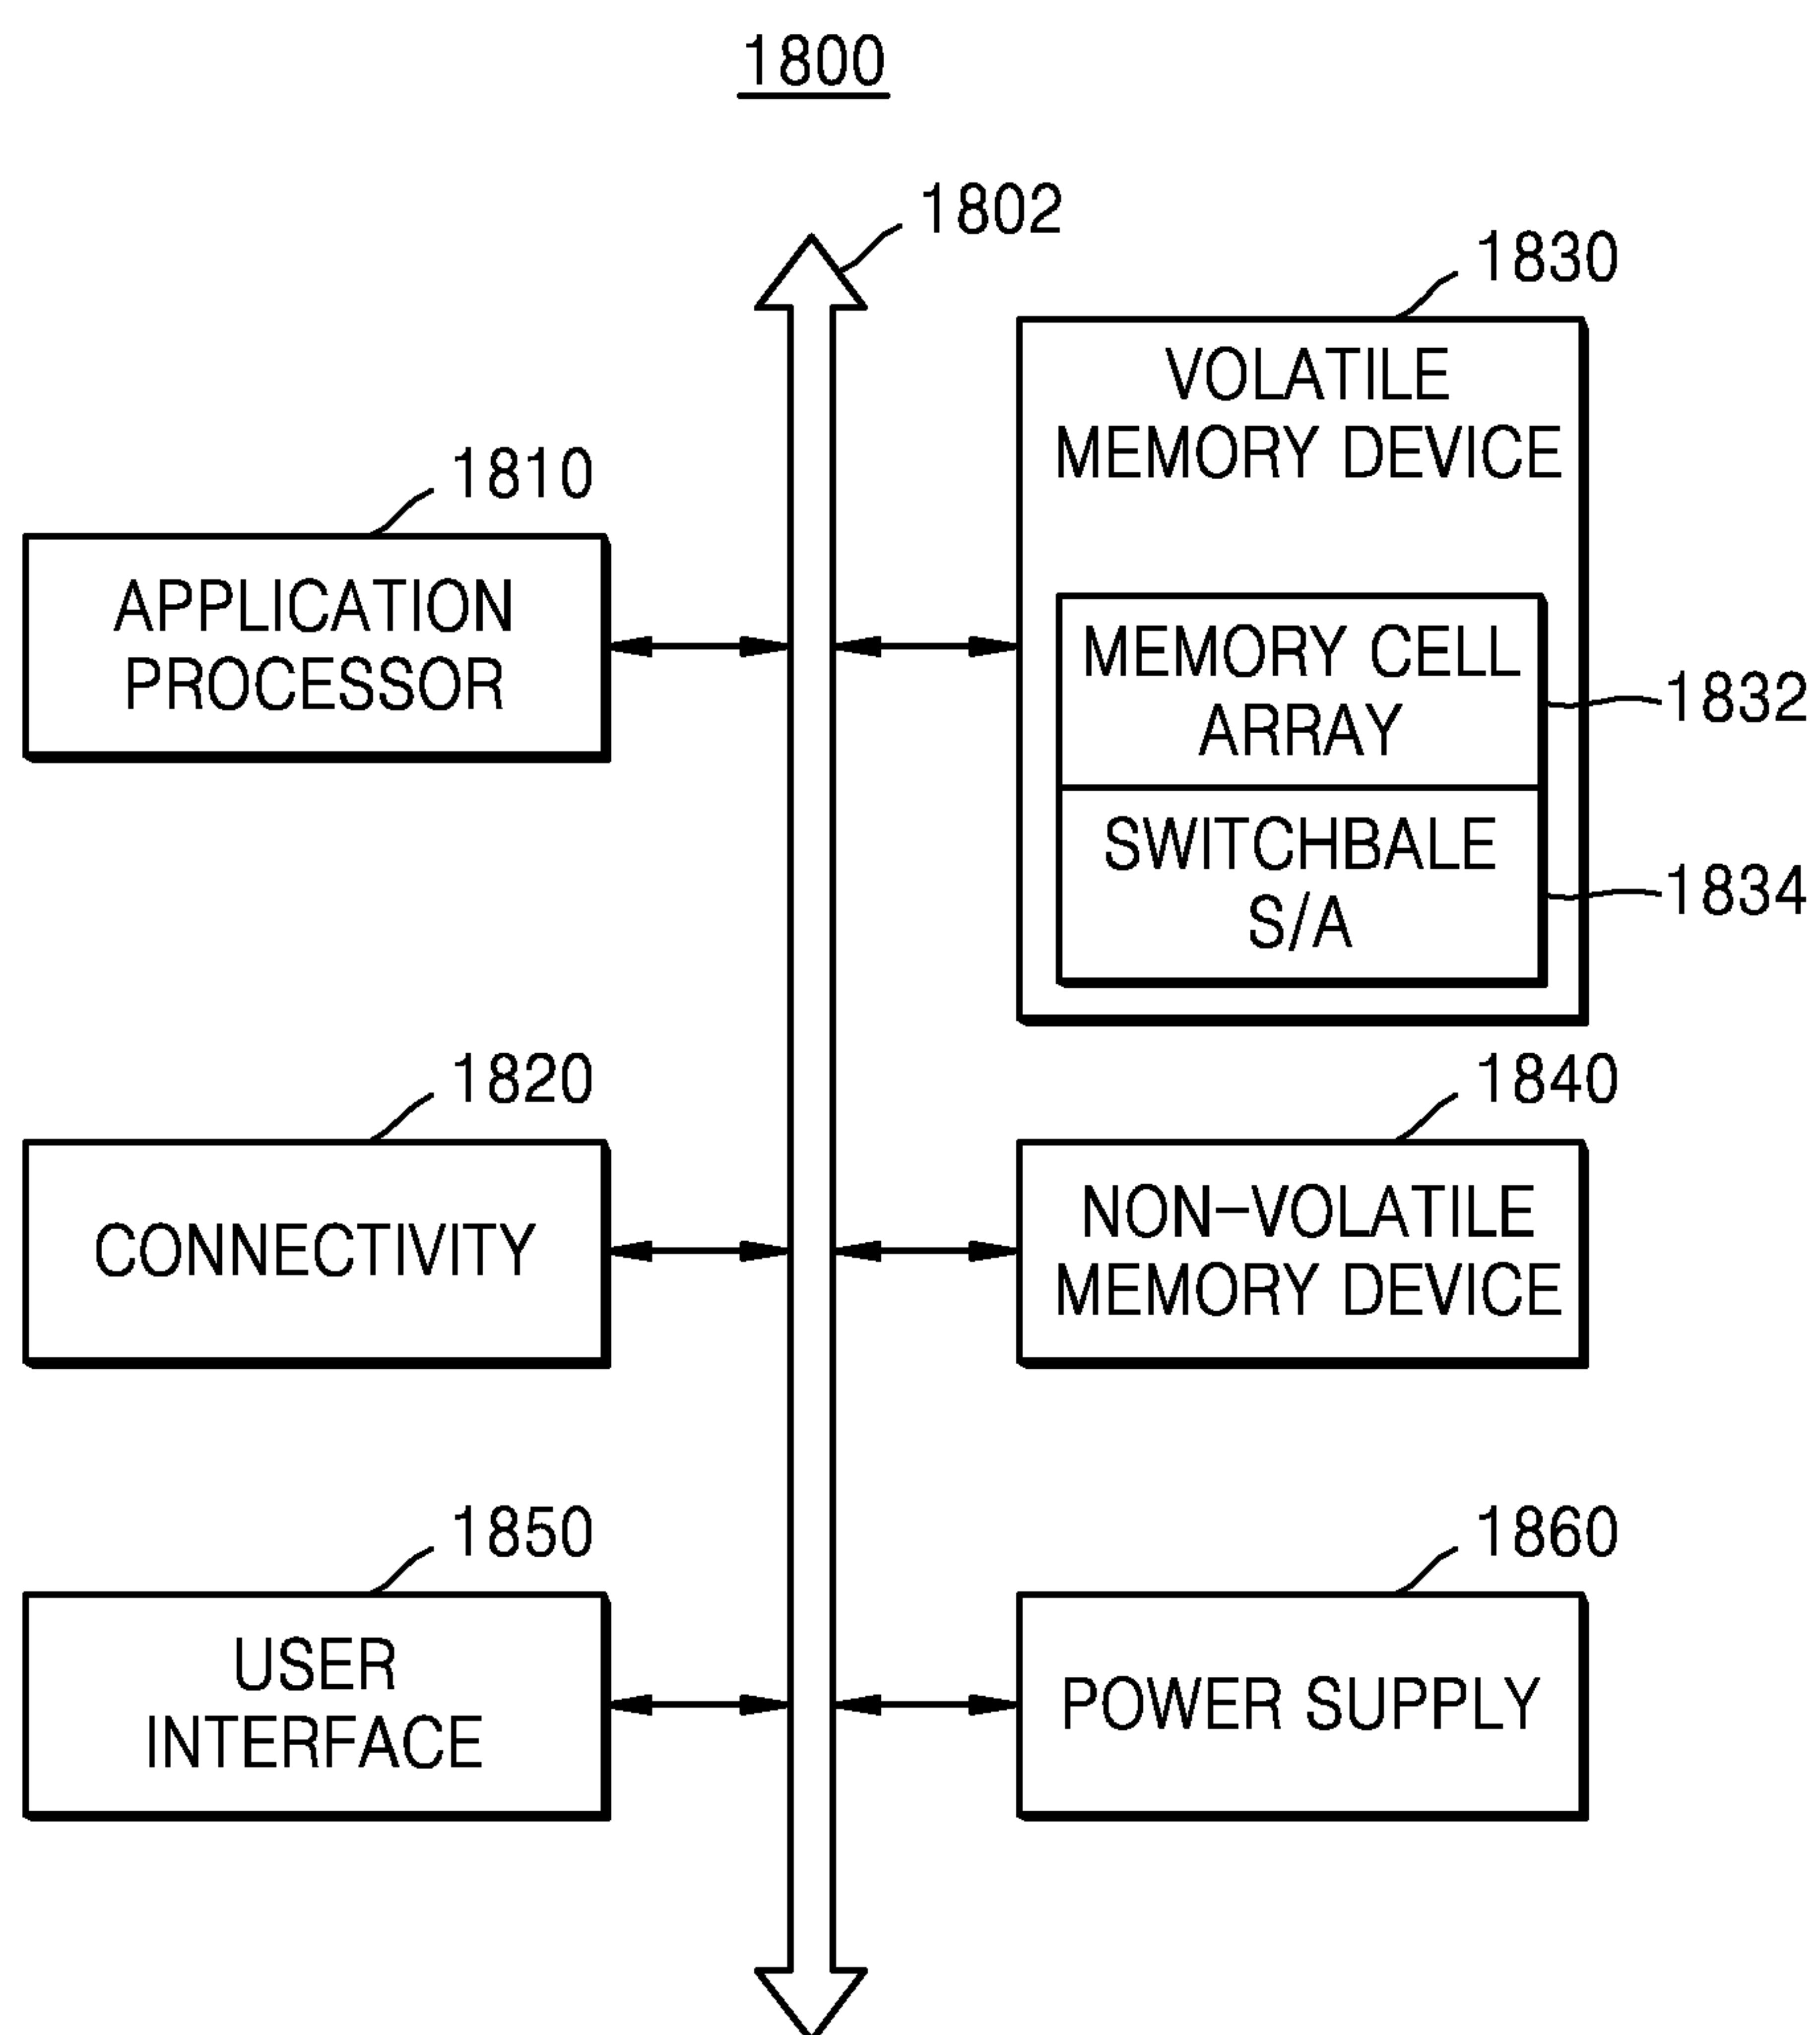 1800
1802
1830
VOLATILE
MEMORY DEVICE
1810
APPLICATION
PROCESSOR
MEMORY CELL
ARRAY
1832
SWITCHBALE
S/A
1834
1820
CONNECTIVITY
1840
NON-VOLATILE
MEMORY DEVICE
1850
USER
INTERFACE
1860
POWER SUPPLY